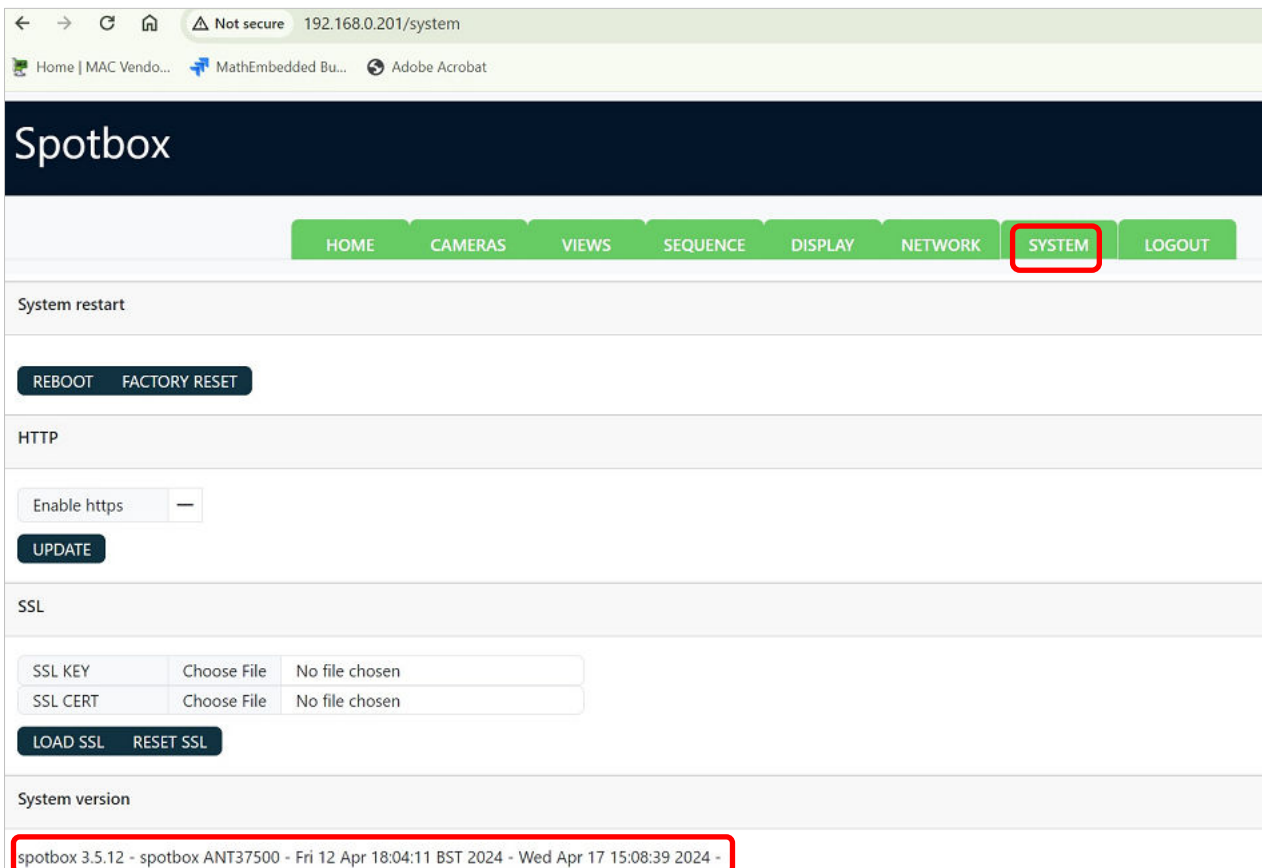 Not secure 192.168.0.201/system
Home | MAC Vendo... MathEmbedded Bu... Adobe Acrobat
Spotbox
HOME CAMERAS VIEWS SEQUENCE DISPLAY NETWORK SYSTEM LOGOUT
System restart
REBOOT FACTORY RESET
HTTP
Enable https
UPDATE
SSL
SSL KEY Choose File No file chosen
SSL CERT Choose File No file chosen
LOAD SSL RESET SSL
System version
spotbox 3.5.12 - spotbox ANT37500 - Fri 12 Apr 18:04:11 BST 2024 - Wed Apr 17 15:08:39 2024 -